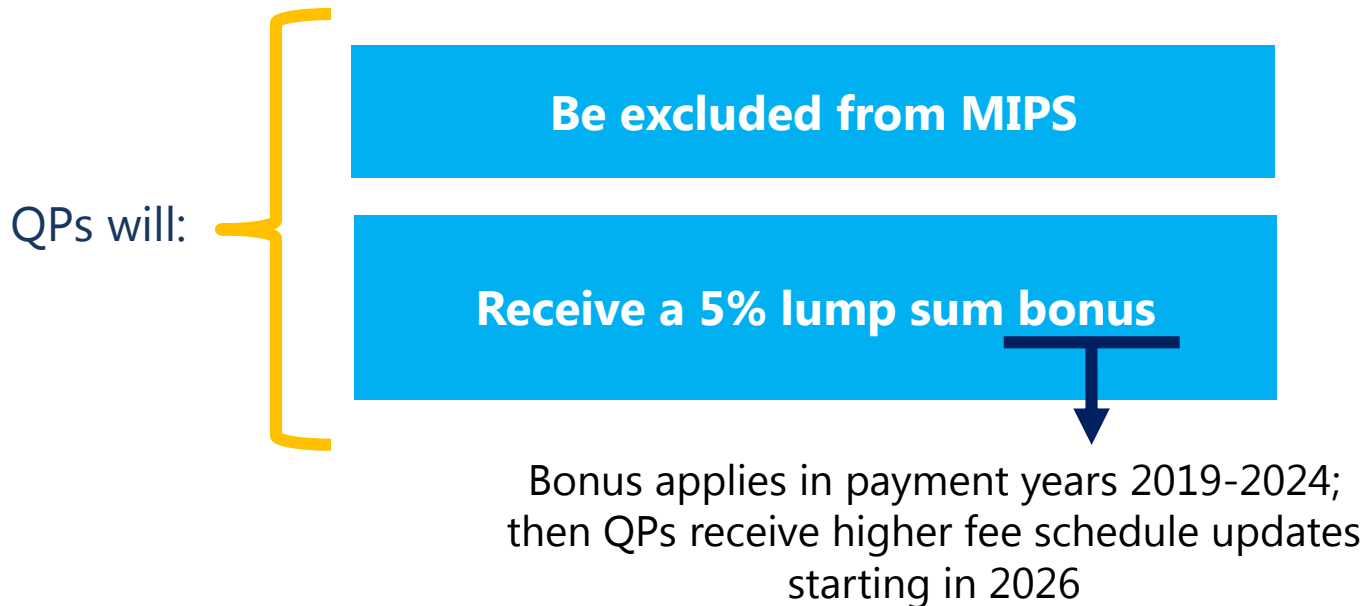 Be excluded from MIPS
QPs will:
Receive a 5% lump sum bonus
Bonus applies in payment years 2019-2024;
then QPs receive higher fee schedule updates
starting in 2026